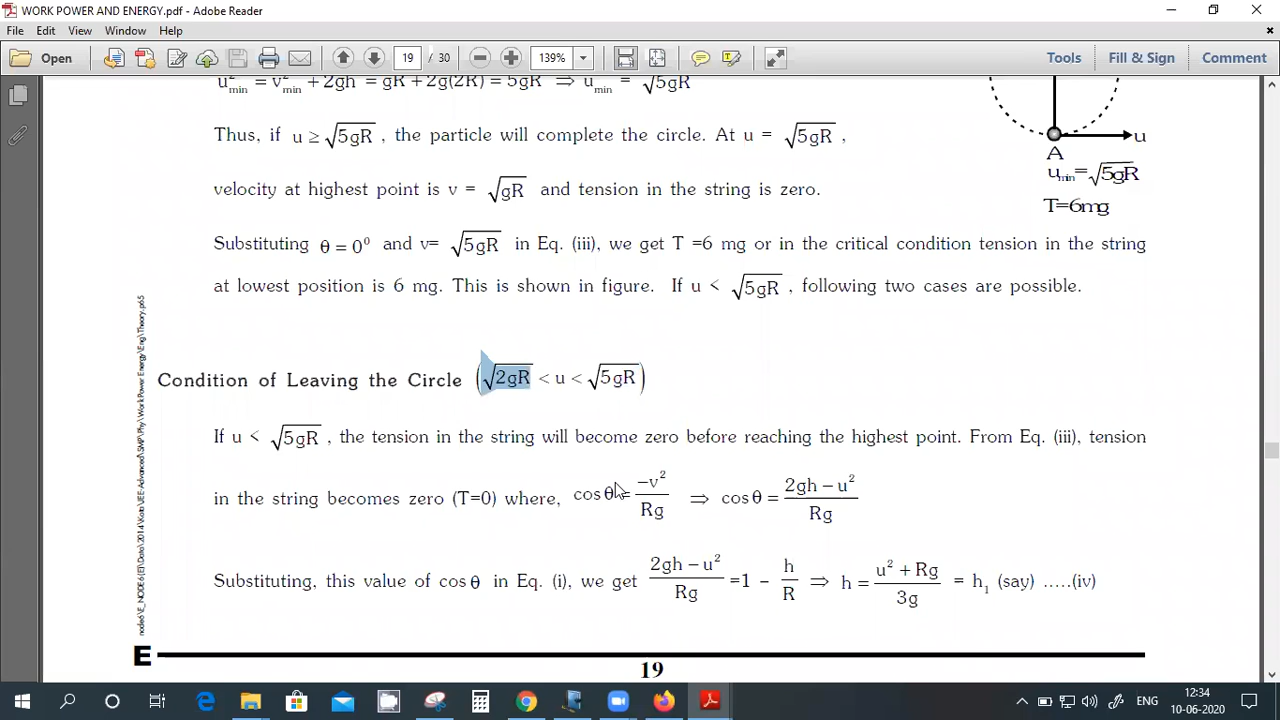 WORK POWER AND ENERGY.pdf - Adobe Reader
File Edit View Window Help
Open 19 / 30 139% Tools Fill & Sign Comment
u²min = v²min + 2gh = gR + 2g(2R) = 5gR ⇒ umin = √5gR
Thus, if u ≥ √5gR , the particle will complete the circle. At u = √5gR ,
velocity at highest point is v = √gR and tension in the string is zero.
Substituting θ = 0⁰ and v= √5gR in Eq. (iii), we get T =6 mg or in the critical condition tension in the string
at lowest position is 6 mg. This is shown in figure. If u < √5gR , following two cases are possible.
u
A
umin=√5gR
T=6mg
Condition of Leaving the Circle (√2gR < u < √5gR)
If u < √5gR , the tension in the string will become zero before reaching the highest point. From Eq. (iii), tension
in the string becomes zero (T=0) where, cos θ = −v²/Rg ⇒ cos θ = (2gh − u²)/Rg
Substituting, this value of cos θ in Eq. (i), we get (2gh − u²)/Rg =1 - h/R ⇒ h = (u² + Rg)/3g = h₁ (say) .....(iv)
E
19
ENG
12:34
10-06-2020